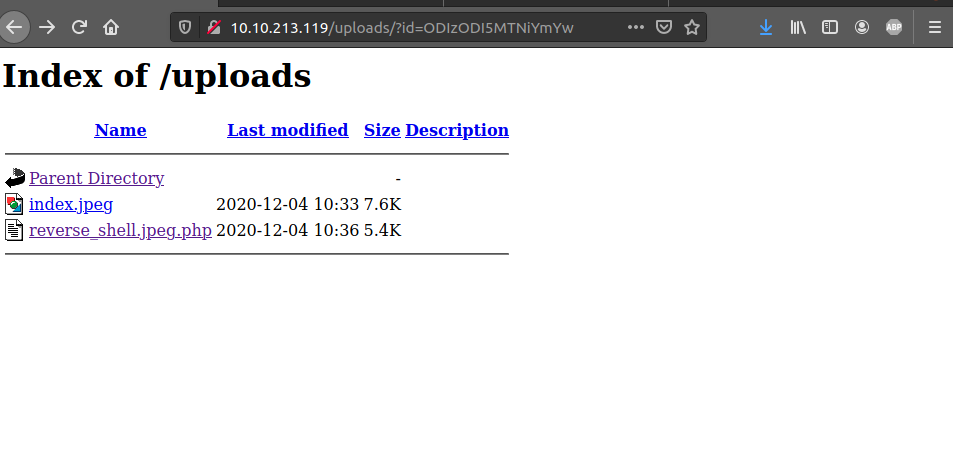 10.10.213.119/uploads/?id=ODIzODI5MTNiYmYw
ABP
Index of /uploads
Name Last modified Size Description
Parent Directory -
index.jpeg 2020-12-04 10:33 7.6K
reverse_shell.jpeg.php 2020-12-04 10:36 5.4K